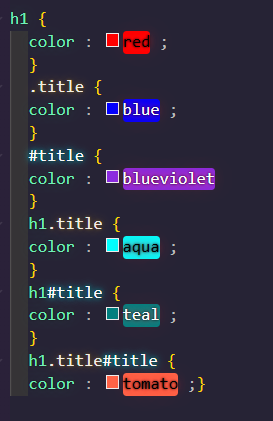 h1 {
color : red ;
}
.title {
color : blue ;
}
#title {
color : blueviolet
}
h1.title {
color : aqua ;
}
h1#title {
color : teal ;
}
h1.title#title {
color : tomato ;}